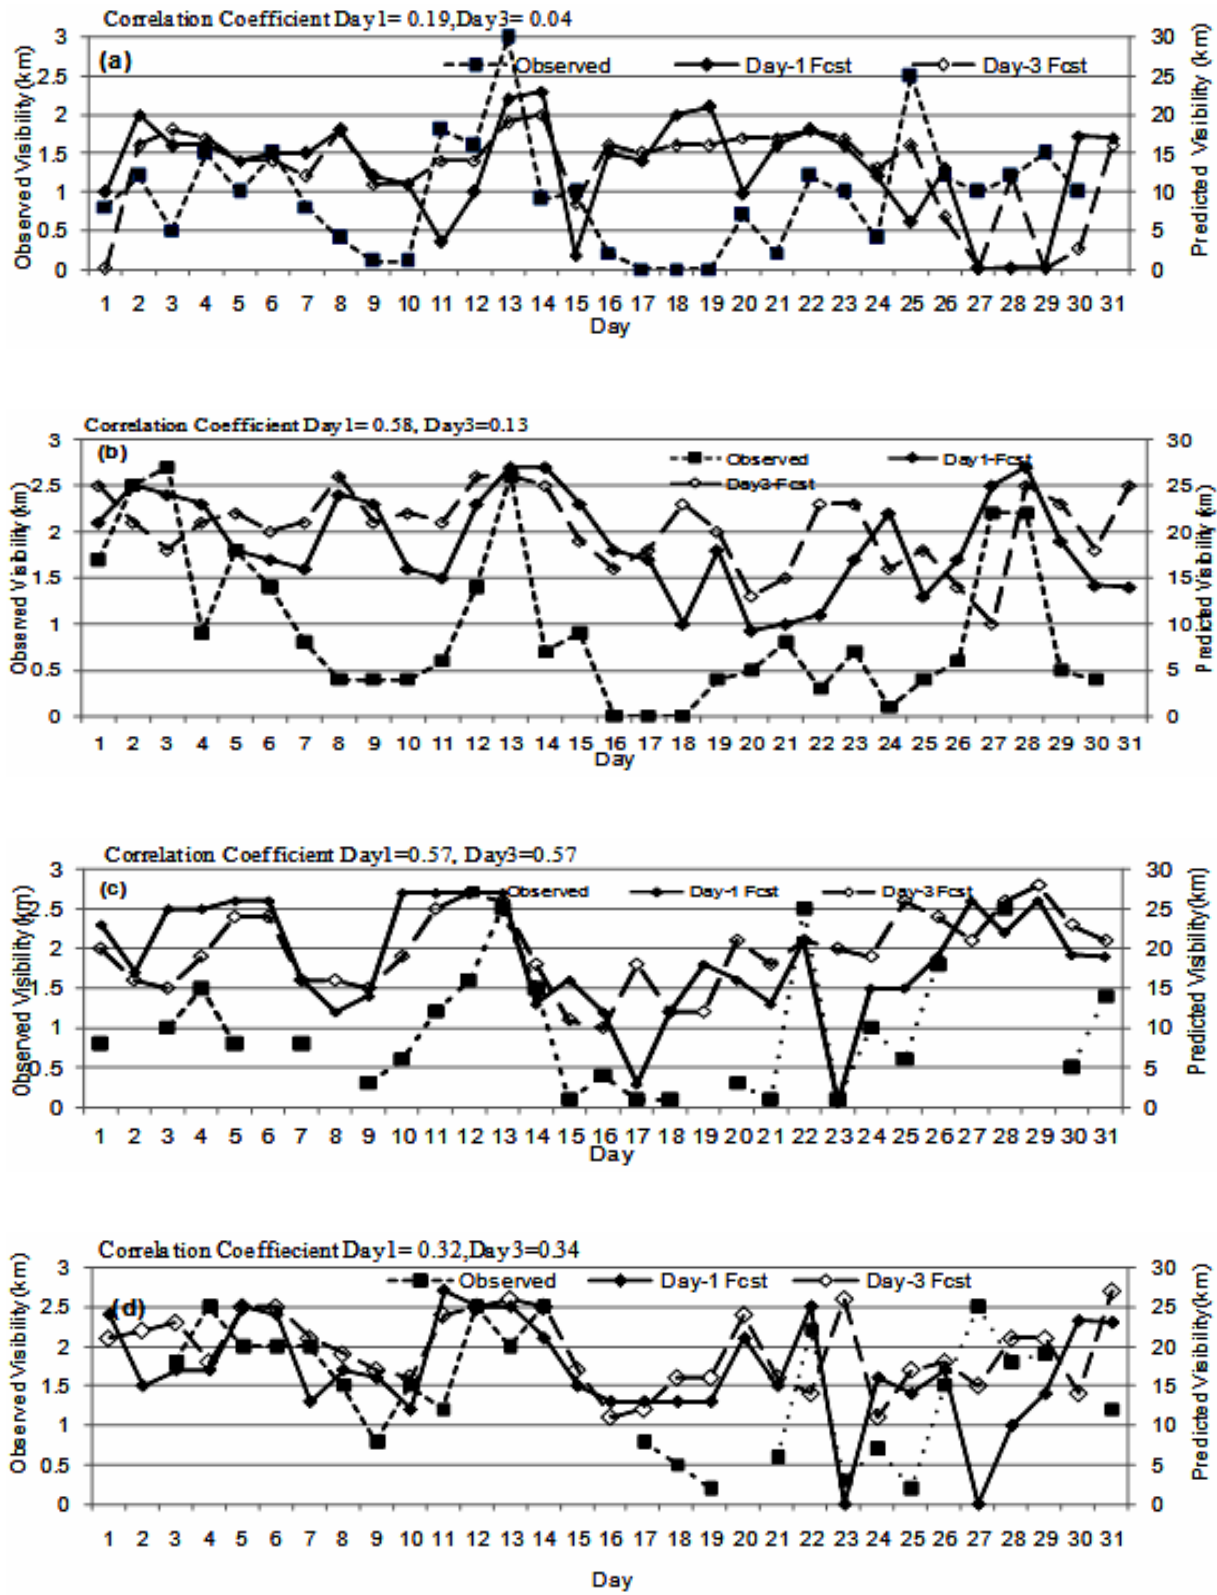 Correlation Coefficient Day1= 0.19,Day3= 0.04
(a)
Observed
Day-1 Fcst
Day-3 Fcst
Observed Visibility (km)
3
2.5
2
1.5
1
0.5
0
Predicted Visibility (km)
30
25
20
15
10
5
0
1 2 3 4 5 6 7 8 9 10 11 12 13 14 15 16 17 18 19 20 21 22 23 24 25 26 27 28 29 30 31
Day
Correlation Coefficient Day1= 0.58, Day3=0.13
(b)
Observed
Day1-Fcst
Day3-Fcst
Observed Visibility (km)
3
2.5
2
1.5
1
0.5
0
Predicted Visibility (km)
30
25
20
15
10
5
0
1 2 3 4 5 6 7 8 9 10 11 12 13 14 15 16 17 18 19 20 21 22 23 24 25 26 27 28 29 30 31
Day
Correlation Coefficient Day1=0.57, Day3=0.57
(c)
Observed
Day-1 Fcst
Day-3 Fcst
Observed Visibility (km)
3
2.5
2
1.5
1
0.5
0
Predicted Visibility (km)
30
25
20
15
10
5
0
1 2 3 4 5 6 7 8 9 10 11 12 13 14 15 16 17 18 19 20 21 22 23 24 25 26 27 28 29 30 31
Day
Correlation Coeffiecient Day1= 0.32,Day3=0.34
(d)
Observed
Day-1 Fcst
Day-3 Fcst
Observed Visibility (km)
3
2.5
2
1.5
1
0.5
0
Predicted Visibility(km)
30
25
20
15
10
5
0
1 2 3 4 5 6 7 8 9 10 11 12 13 14 15 16 17 18 19 20 21 22 23 24 25 26 27 28 29 30 31
Day